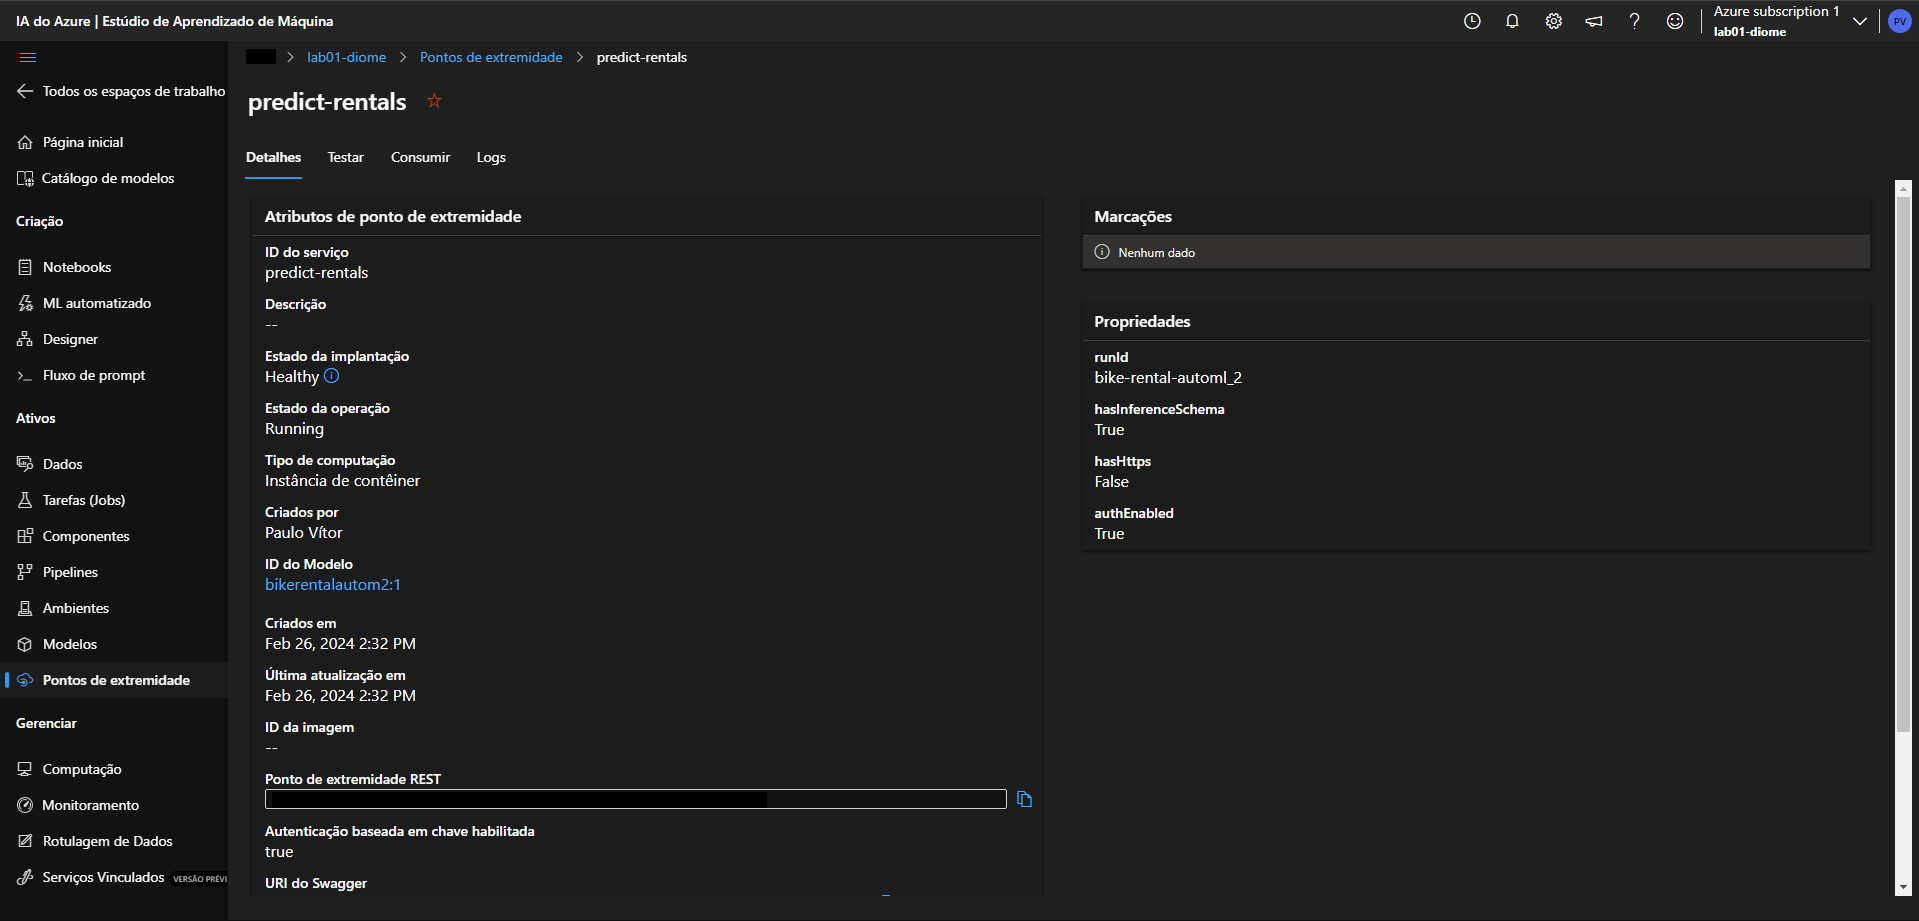 IA do Azure | Estúdio de Aprendizado de Máquina
Azure subscription 1
lab01-diome
PV
Todos os espaços de trabalho
Página inicial
Catálogo de modelos
Criação
Notebooks
ML automatizado
Designer
Fluxo de prompt
Ativos
Dados
Tarefas (Jobs)
Componentes
Pipelines
Ambientes
Modelos
Pontos de extremidade
Gerenciar
Computação
Monitoramento
Rotulagem de Dados
Serviços Vinculados VERSÃO PRÉVI
lab01-diome > Pontos de extremidade > predict-rentals
predict-rentals
Detalhes Testar Consumir Logs
Atributos de ponto de extremidade
ID do serviço
predict-rentals
Descrição
--
Estado da implantação
Healthy
Estado da operação
Running
Tipo de computação
Instância de contêiner
Criados por
Paulo Vítor
ID do Modelo
bikerentalautom2:1
Criados em
Feb 26, 2024 2:32 PM
Última atualização em
Feb 26, 2024 2:32 PM
ID da imagem
--
Ponto de extremidade REST
Autenticação baseada em chave habilitada
true
URI do Swagger
Marcações
Nenhum dado
Propriedades
runId
bike-rental-automl_2
hasInferenceSchema
True
hasHttps
False
authEnabled
True